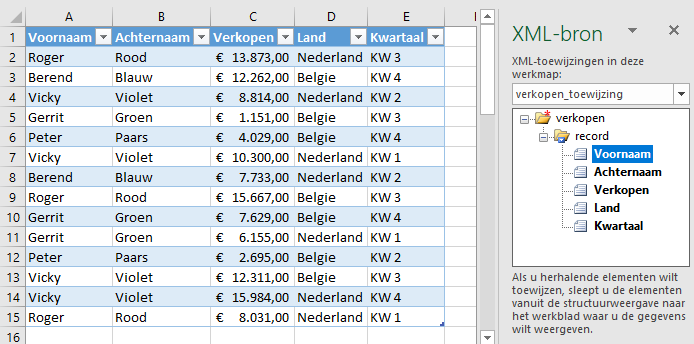 A B C D E
1 Voornaam Achternaam Verkopen Land Kwartaal
2 Roger Rood € 13.873,00 Nederland KW 3
3 Berend Blauw € 12.262,00 Belgie KW 4
4 Vicky Violet € 8.814,00 Nederland KW 2
5 Gerrit Groen € 1.151,00 Belgie KW 3
6 Peter Paars € 4.029,00 Belgie KW 4
7 Vicky Violet € 10.300,00 Nederland KW 1
8 Berend Blauw € 7.733,00 Nederland KW 2
9 Roger Rood € 15.667,00 Belgie KW 3
10 Gerrit Groen € 7.629,00 Belgie KW 4
11 Gerrit Groen € 6.155,00 Nederland KW 1
12 Peter Paars € 2.695,00 Belgie KW 2
13 Vicky Violet € 12.311,00 Belgie KW 3
14 Vicky Violet € 15.984,00 Nederland KW 4
15 Roger Rood € 8.031,00 Nederland KW 1
16
XML-bron
XML-toewijzingen in deze
werkmap:
verkopen_toewijzing
verkopen
record
Voornaam
Achternaam
Verkopen
Land
Kwartaal
Als u herhalende elementen wilt
toewijzen, sleept u de elementen
vanuit de structuurweergave naar
het werkblad waar u de gegevens
wilt weergeven.